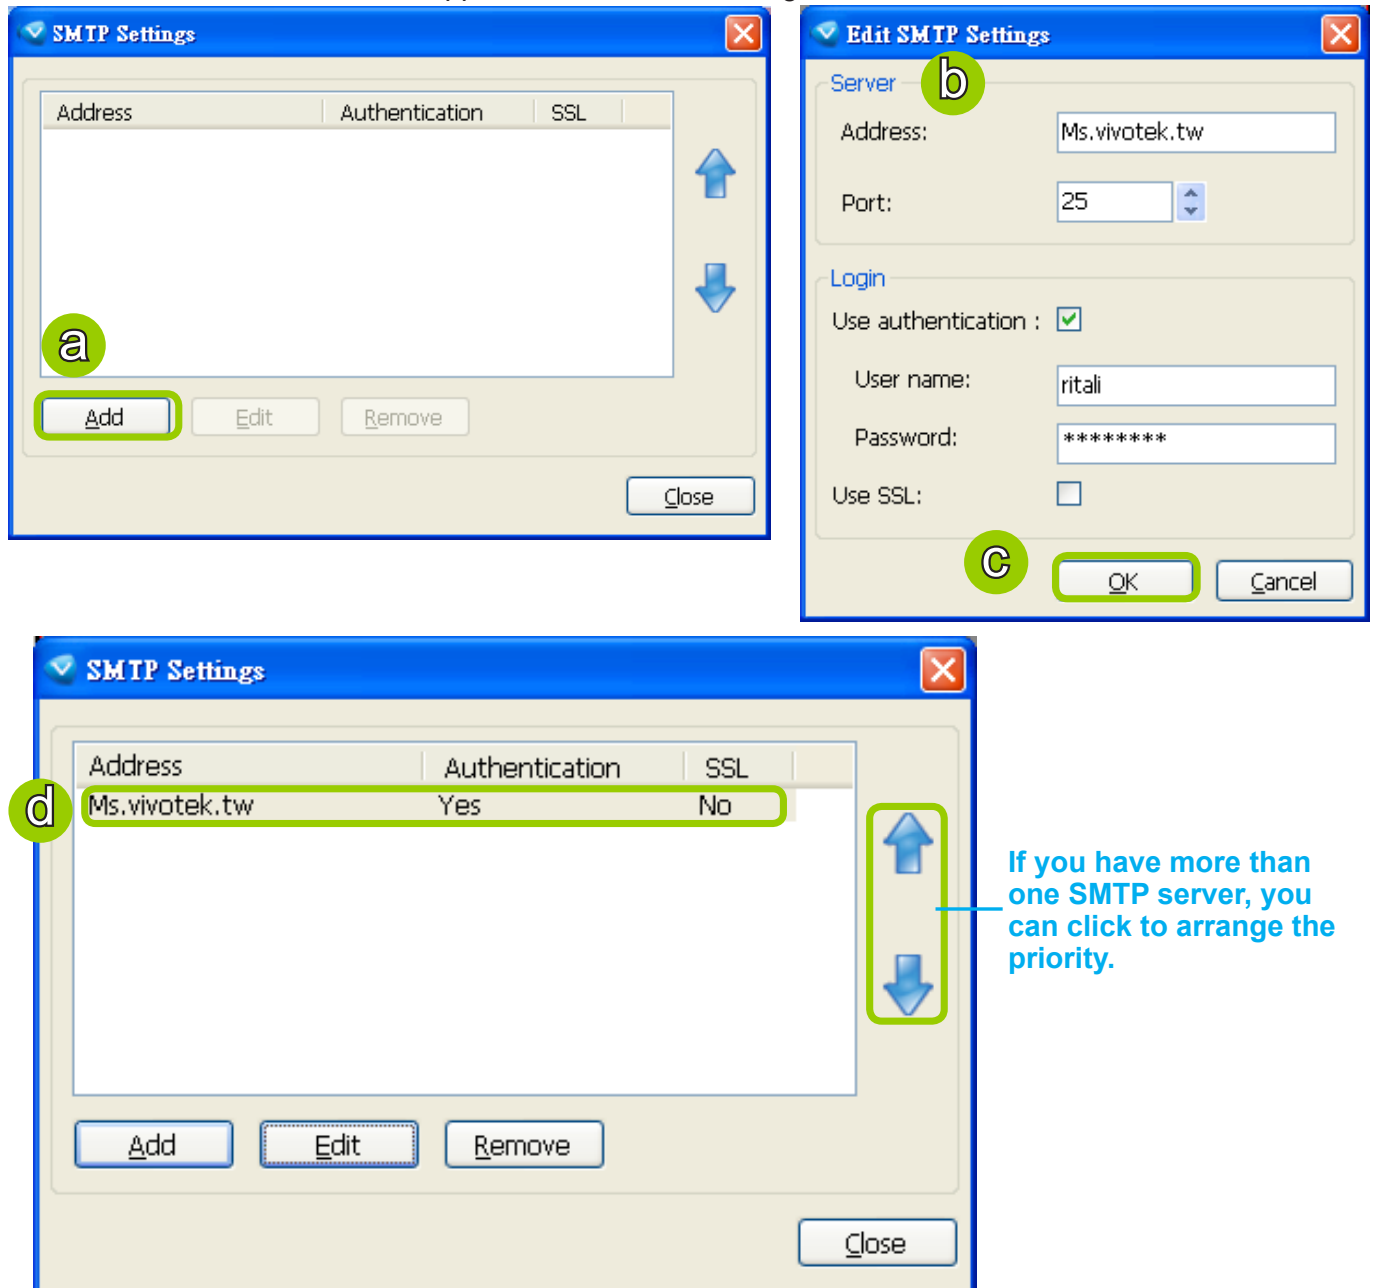 SMTP Settings
Address Authentication SSL
a
Add Edit Remove
Close
Edit SMTP Settings
b
Server
Address: Ms.vivotek.tw
Port: 25
Login
Use authentication :
User name: ritali
Password: ********
Use SSL:
c
OK Cancel
SMTP Settings
Address Authentication SSL
d
Ms.vivotek.tw Yes No
Add Edit Remove
Close
If you have more than
one SMTP server, you
can click to arrange the
priority.